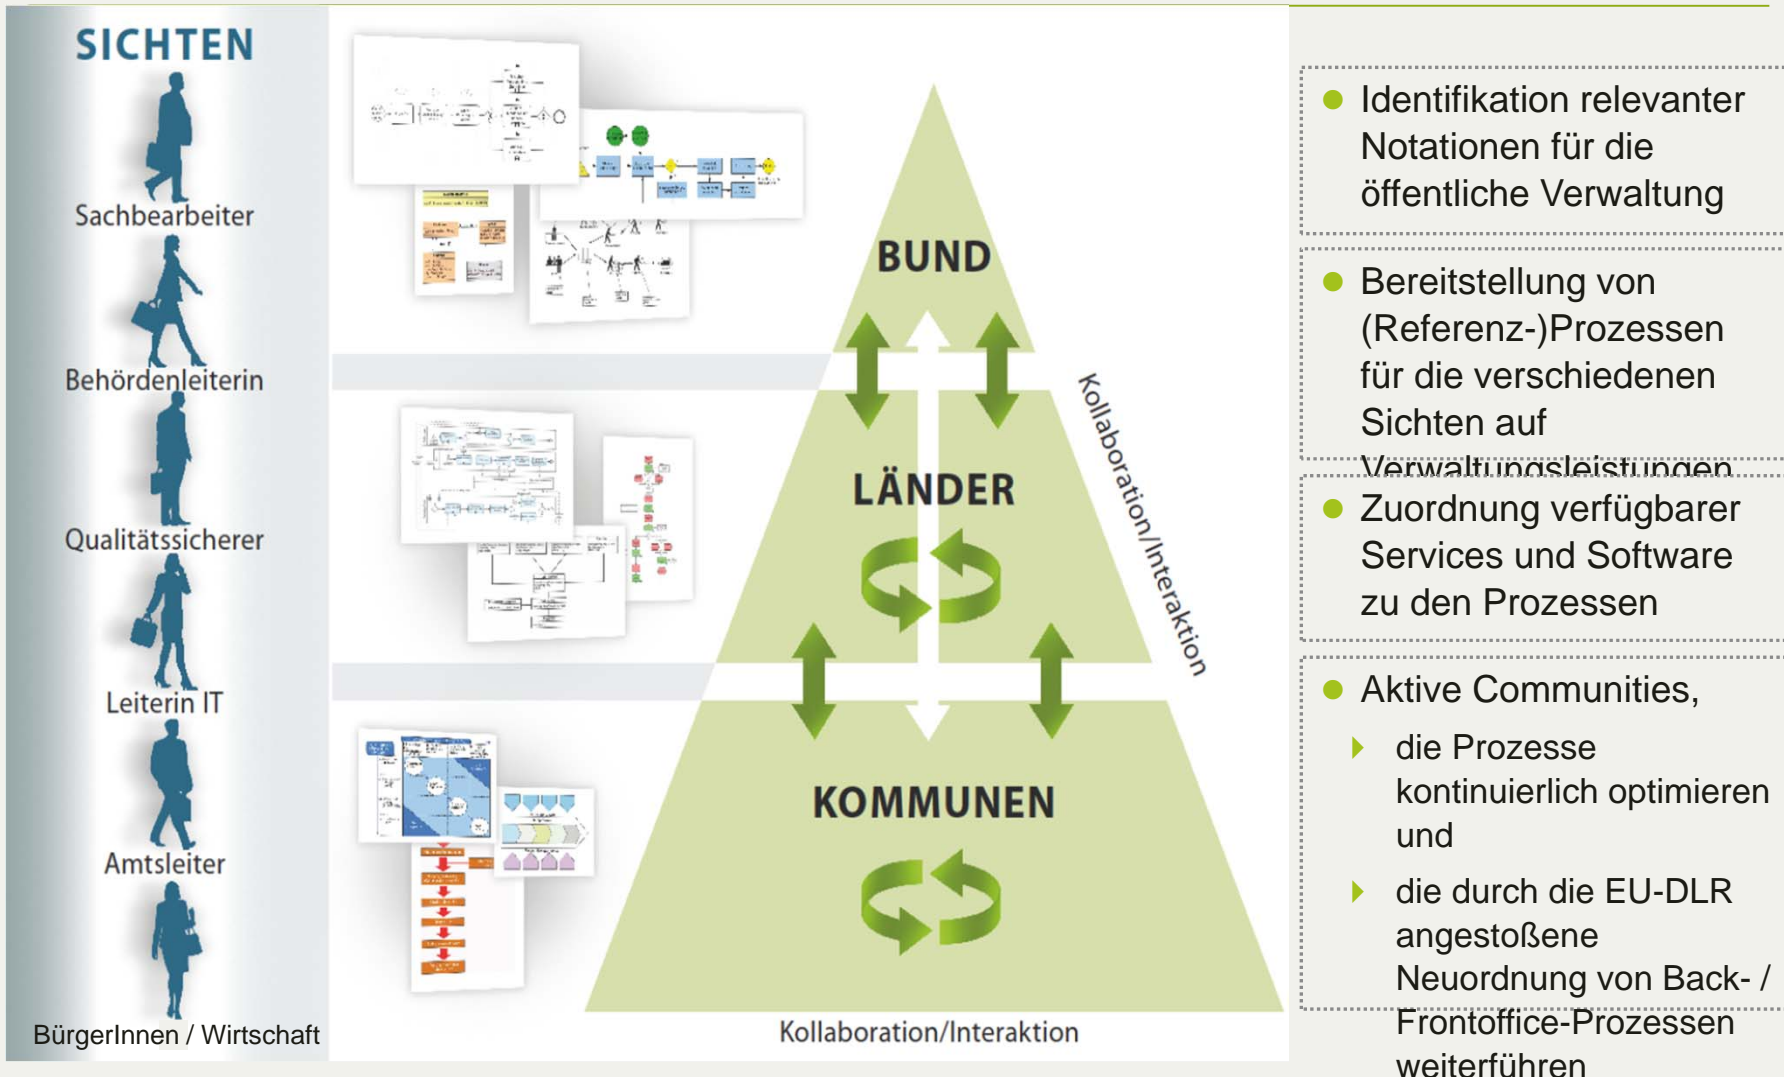 SICHTEN
Sachbearbeiter
Behördenleiterin
Qualitätssicherer
Leiterin IT
Amtsleiter
BürgerInnen / Wirtschaft
BUND
LÄNDER
KOMMUNEN
Kollaboration/Interaktion
Kollaboration/Interaktion
Identifikation relevanter
Notationen für die
öffentliche Verwaltung
Bereitstellung von
(Referenz-)Prozessen
für die verschiedenen
Sichten auf
Verwaltungsleistungen
Zuordnung verfügbarer
Services und Software
zu den Prozessen
Aktive Communities,
die Prozesse
kontinuierlich optimieren
und
die durch die EU-DLR
angestoßene
Neuordnung von Back- /
Frontoffice-Prozessen
weiterführen